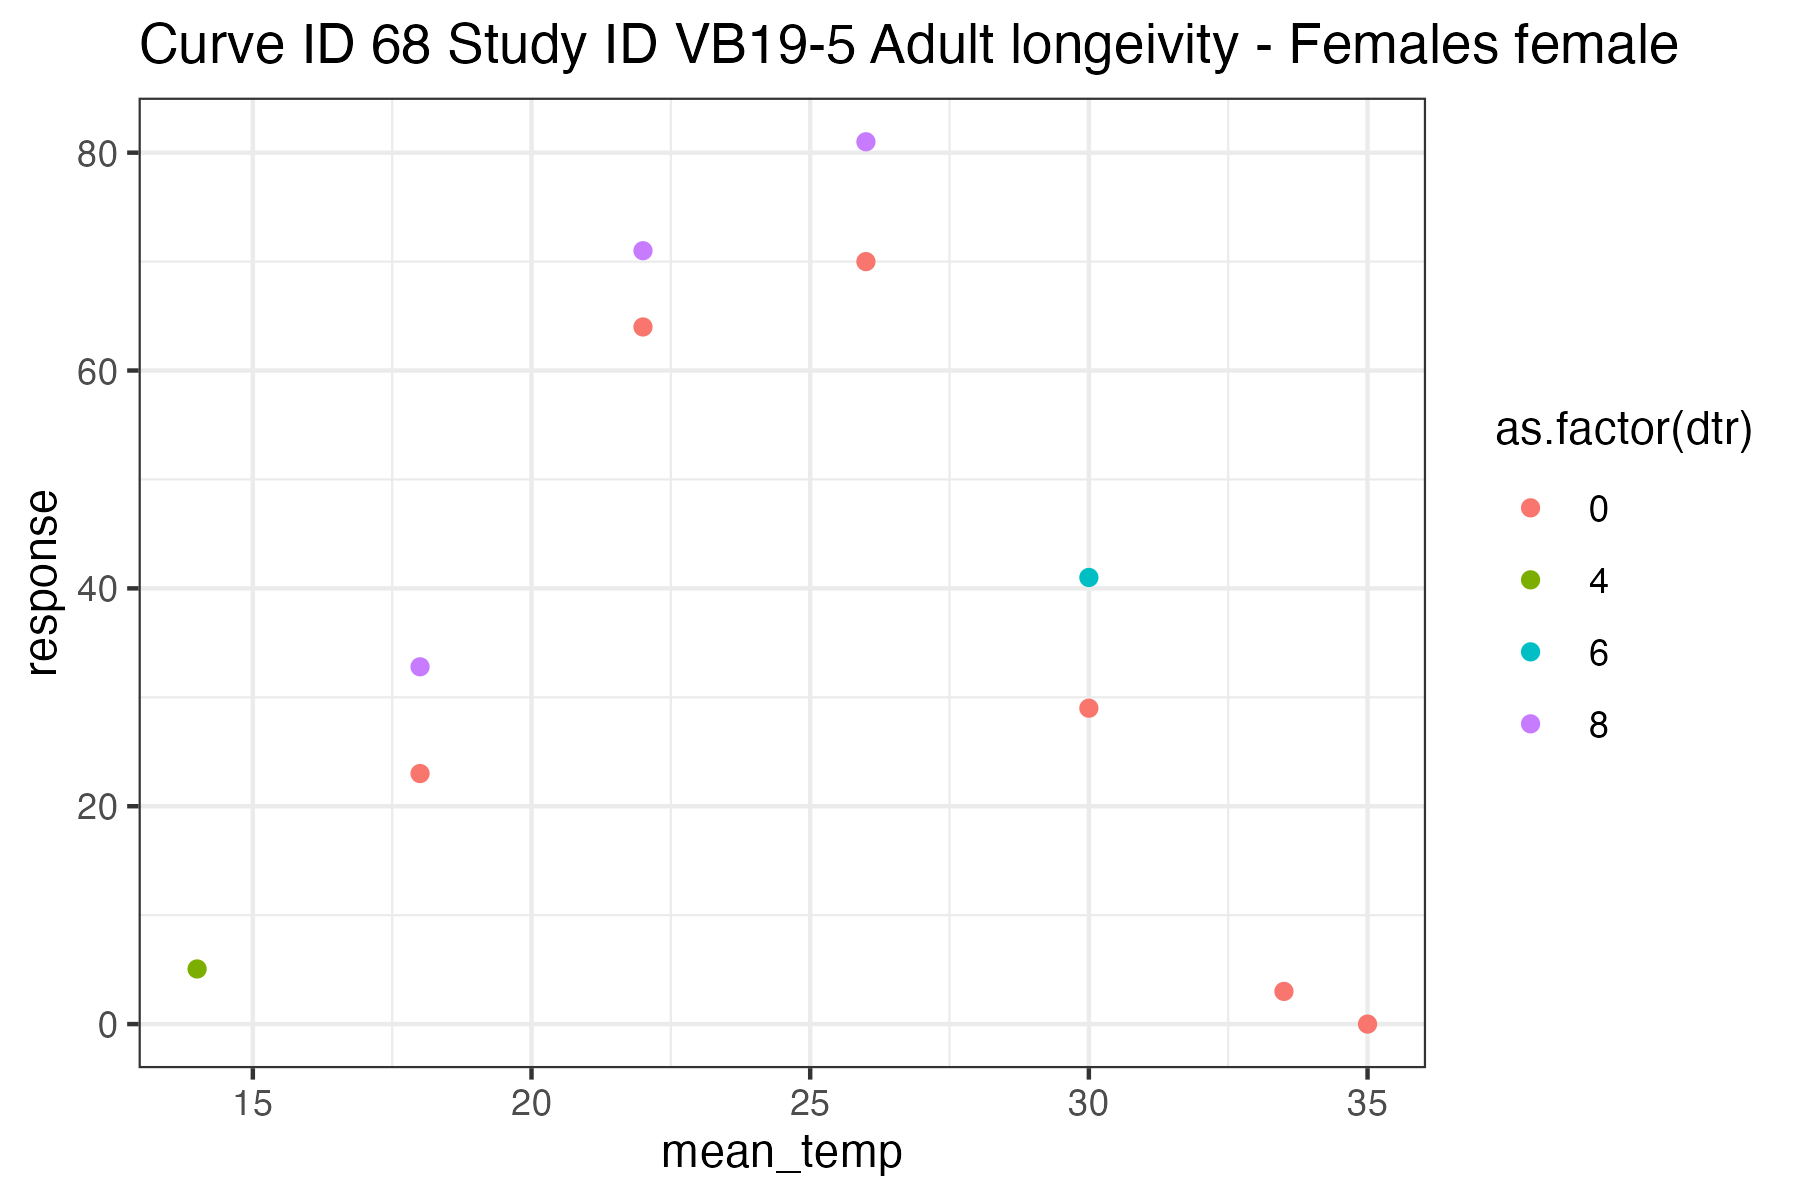 Curve ID 68 Study ID VB19-5 Adult longeivity - Females female
80
60
40
20
0
response
15 20 25 30 35
mean_temp
as.factor(dtr)
0
4
6
8